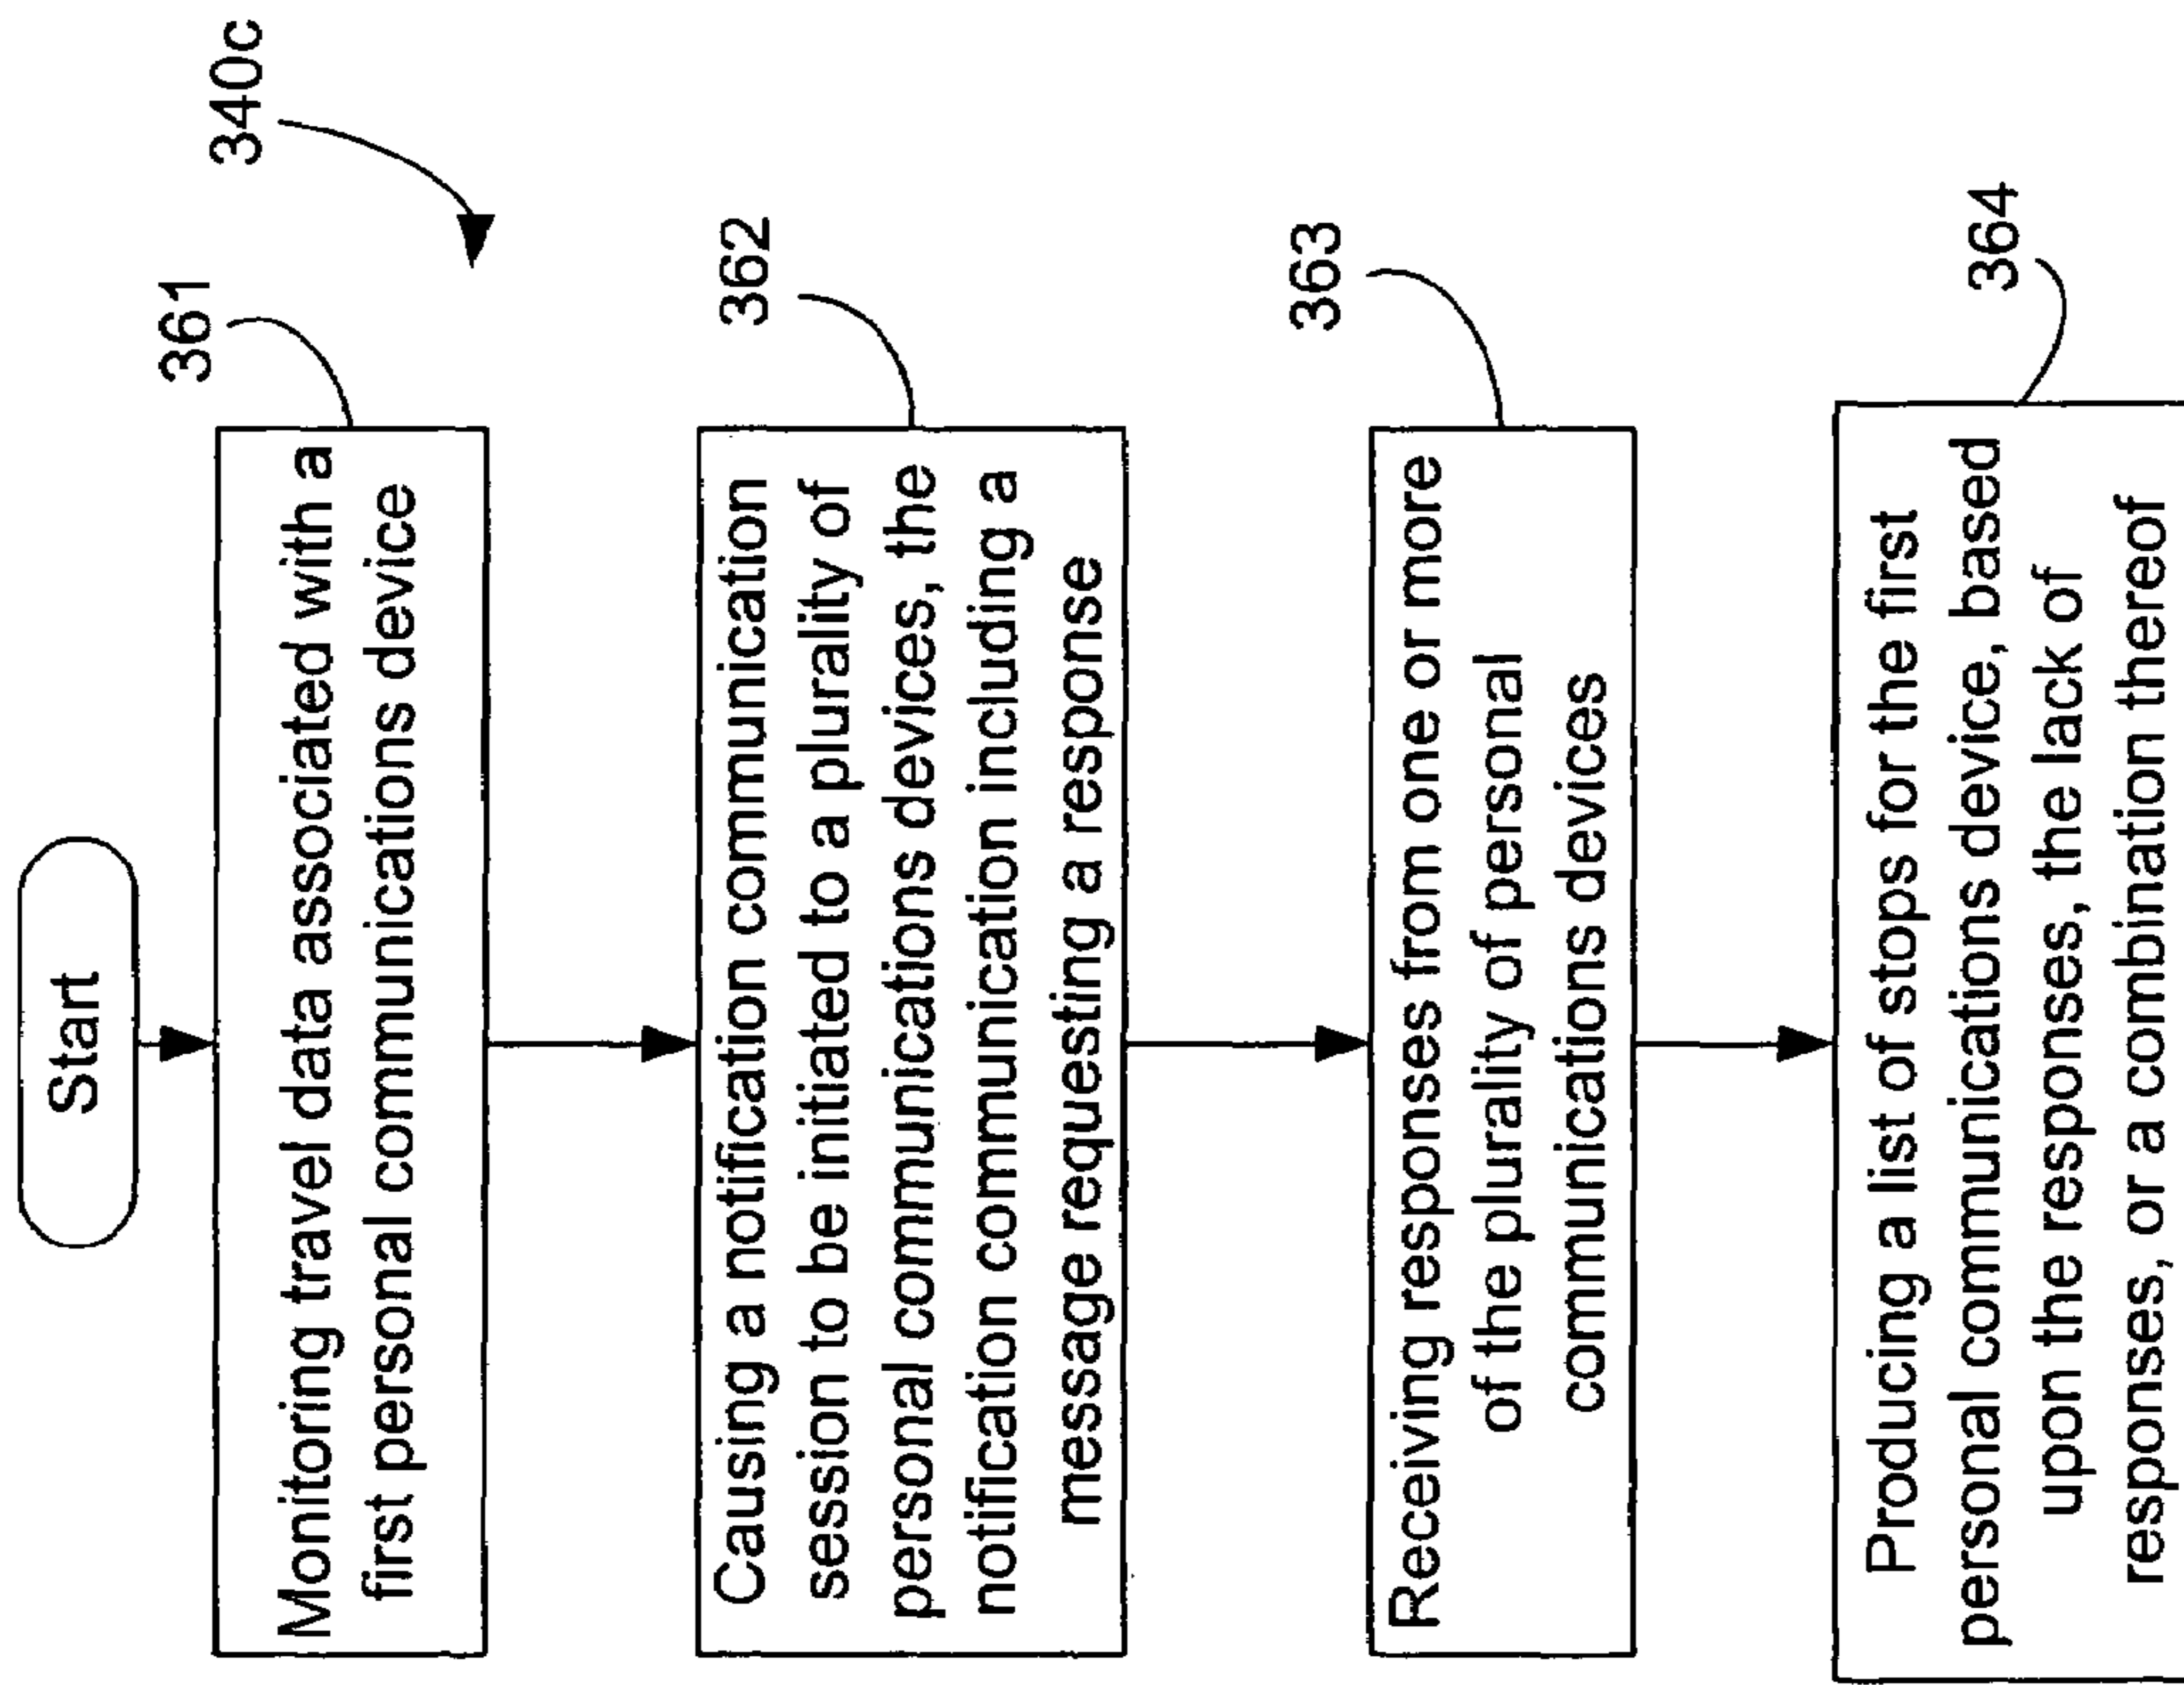 Start
340c
361
Monitoring travel data associated with a
first personal communications device
362
Causing a notification communication
session to be initiated to a plurality of
personal communications devices, the
notification communication including a
message requesting a response
363
Receiving responses from one or more
of the plurality of personal
communications devices
364
Producing a list of stops for the first
personal communications device, based
upon the responses, the lack of
responses, or a combination thereof